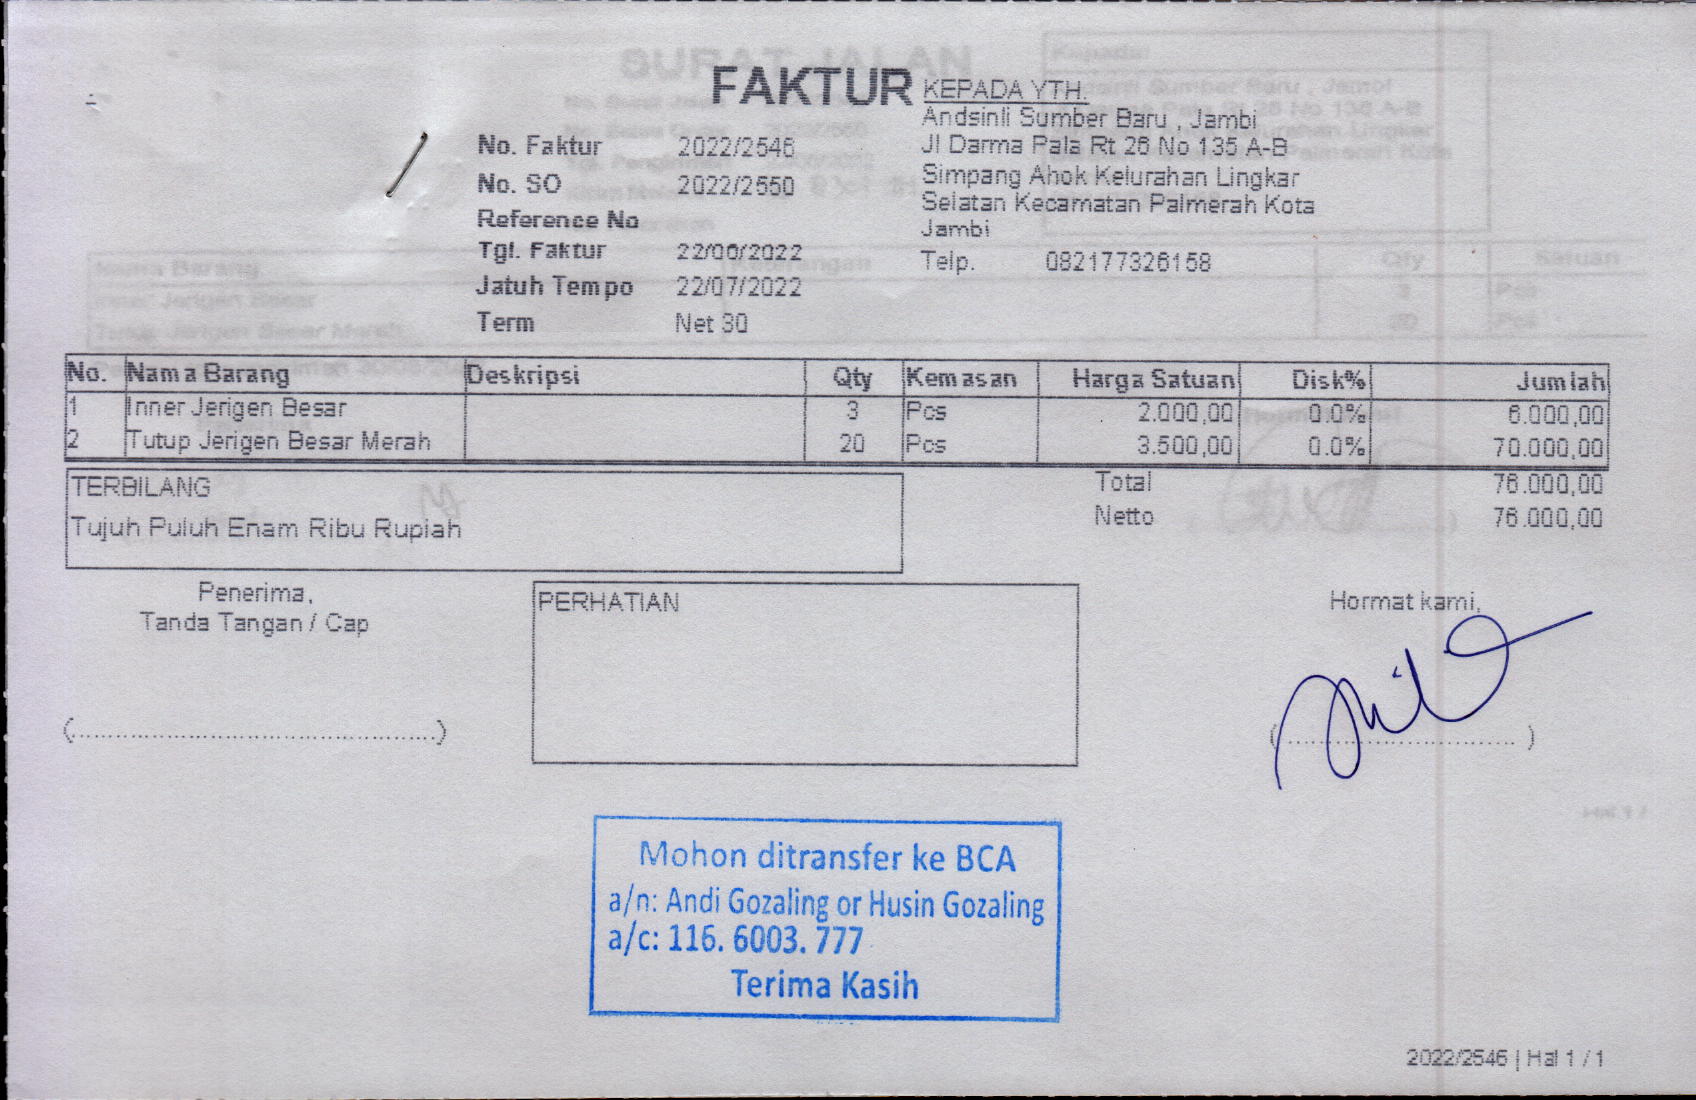 FAKTUR
No. Faktur 2022/2546
No. SO 2022/2550
Reference No
Tgl. Faktur 22/06/2022
Jatuh Tempo 22/07/2022
Term Net 30
KEPADA YTH.
Andsinli Sumber Baru , Jambi
Jl Darma Pala Rt 26 No 135 A-B
Simpang Ahok Kelurahan Lingkar
Selatan Kecamatan Palmerah Kota
Jambi
Telp. 082177326158
No. Nama Barang Deskripsi Qty Kemasan Harga Satuan Disk% Jumlah
1 Inner Jerigen Besar 3 Pcs 2.000,00 0.0% 6.000,00
2 Tutup Jerigen Besar Merah 20 Pcs 3.500,00 0.0% 70.000,00
TERBILANG
Tujuh Puluh Enam Ribu Rupiah
Total 76.000,00
Netto 76.000,00
Penerima,
Tanda Tangan / Cap
PERHATIAN
Hormat kami,
Mohon ditransfer ke BCA
a/n: Andi Gozaling or Husin Gozaling
a/c: 116. 6003. 777
Terima Kasih
2022/2546 | Hal 1 / 1